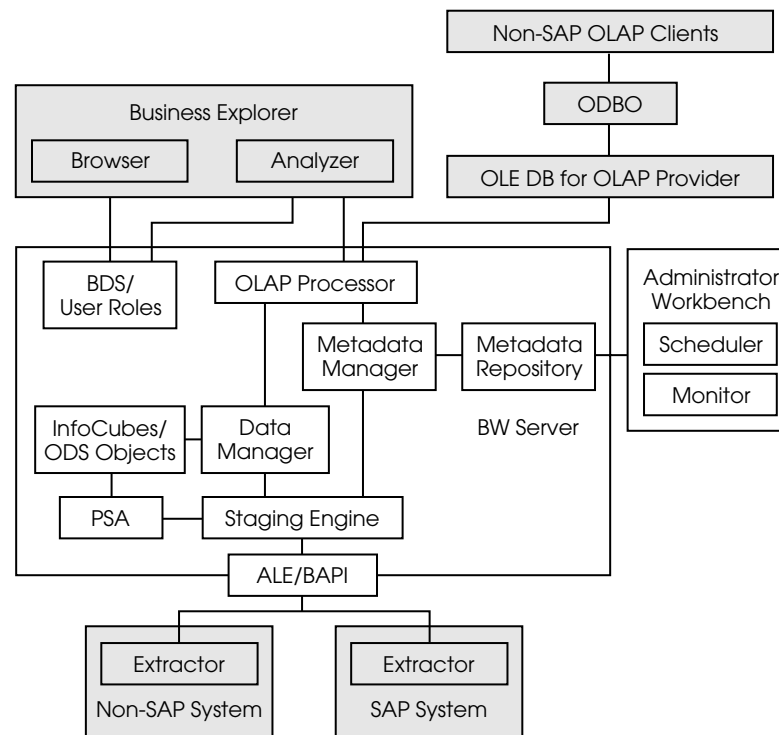 Non-SAP OLAP Clients
ODBO
OLE DB for OLAP Provider
Business Explorer
Browser
Analyzer
BDS/
User Roles
OLAP Processor
Metadata
Manager
Metadata
Repository
Administrator
Workbench
Scheduler
Monitor
InfoCubes/
ODS Objects
Data
Manager
BW Server
PSA
Staging Engine
ALE/BAPI
Extractor
Non-SAP System
Extractor
SAP System